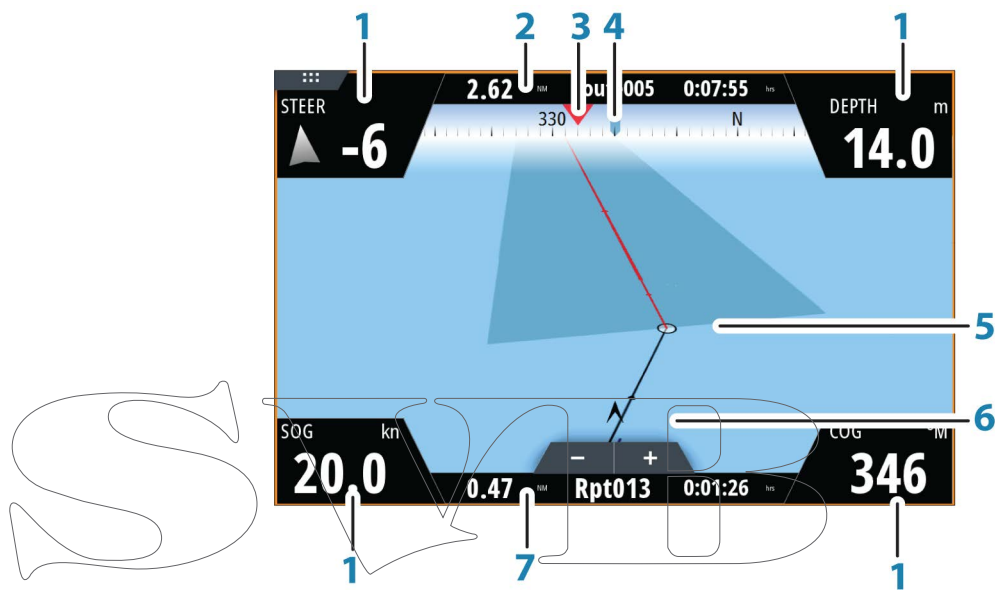 1 2 3 4 1
2.62 NM 0:07:55 hrs
STEER 330 N DEPTH m
-6 14.0
5
6
SOG kn COG °M
20.0 346
0.47 NM Rpt013 0:01:26 hrs
1 7 1
SVB